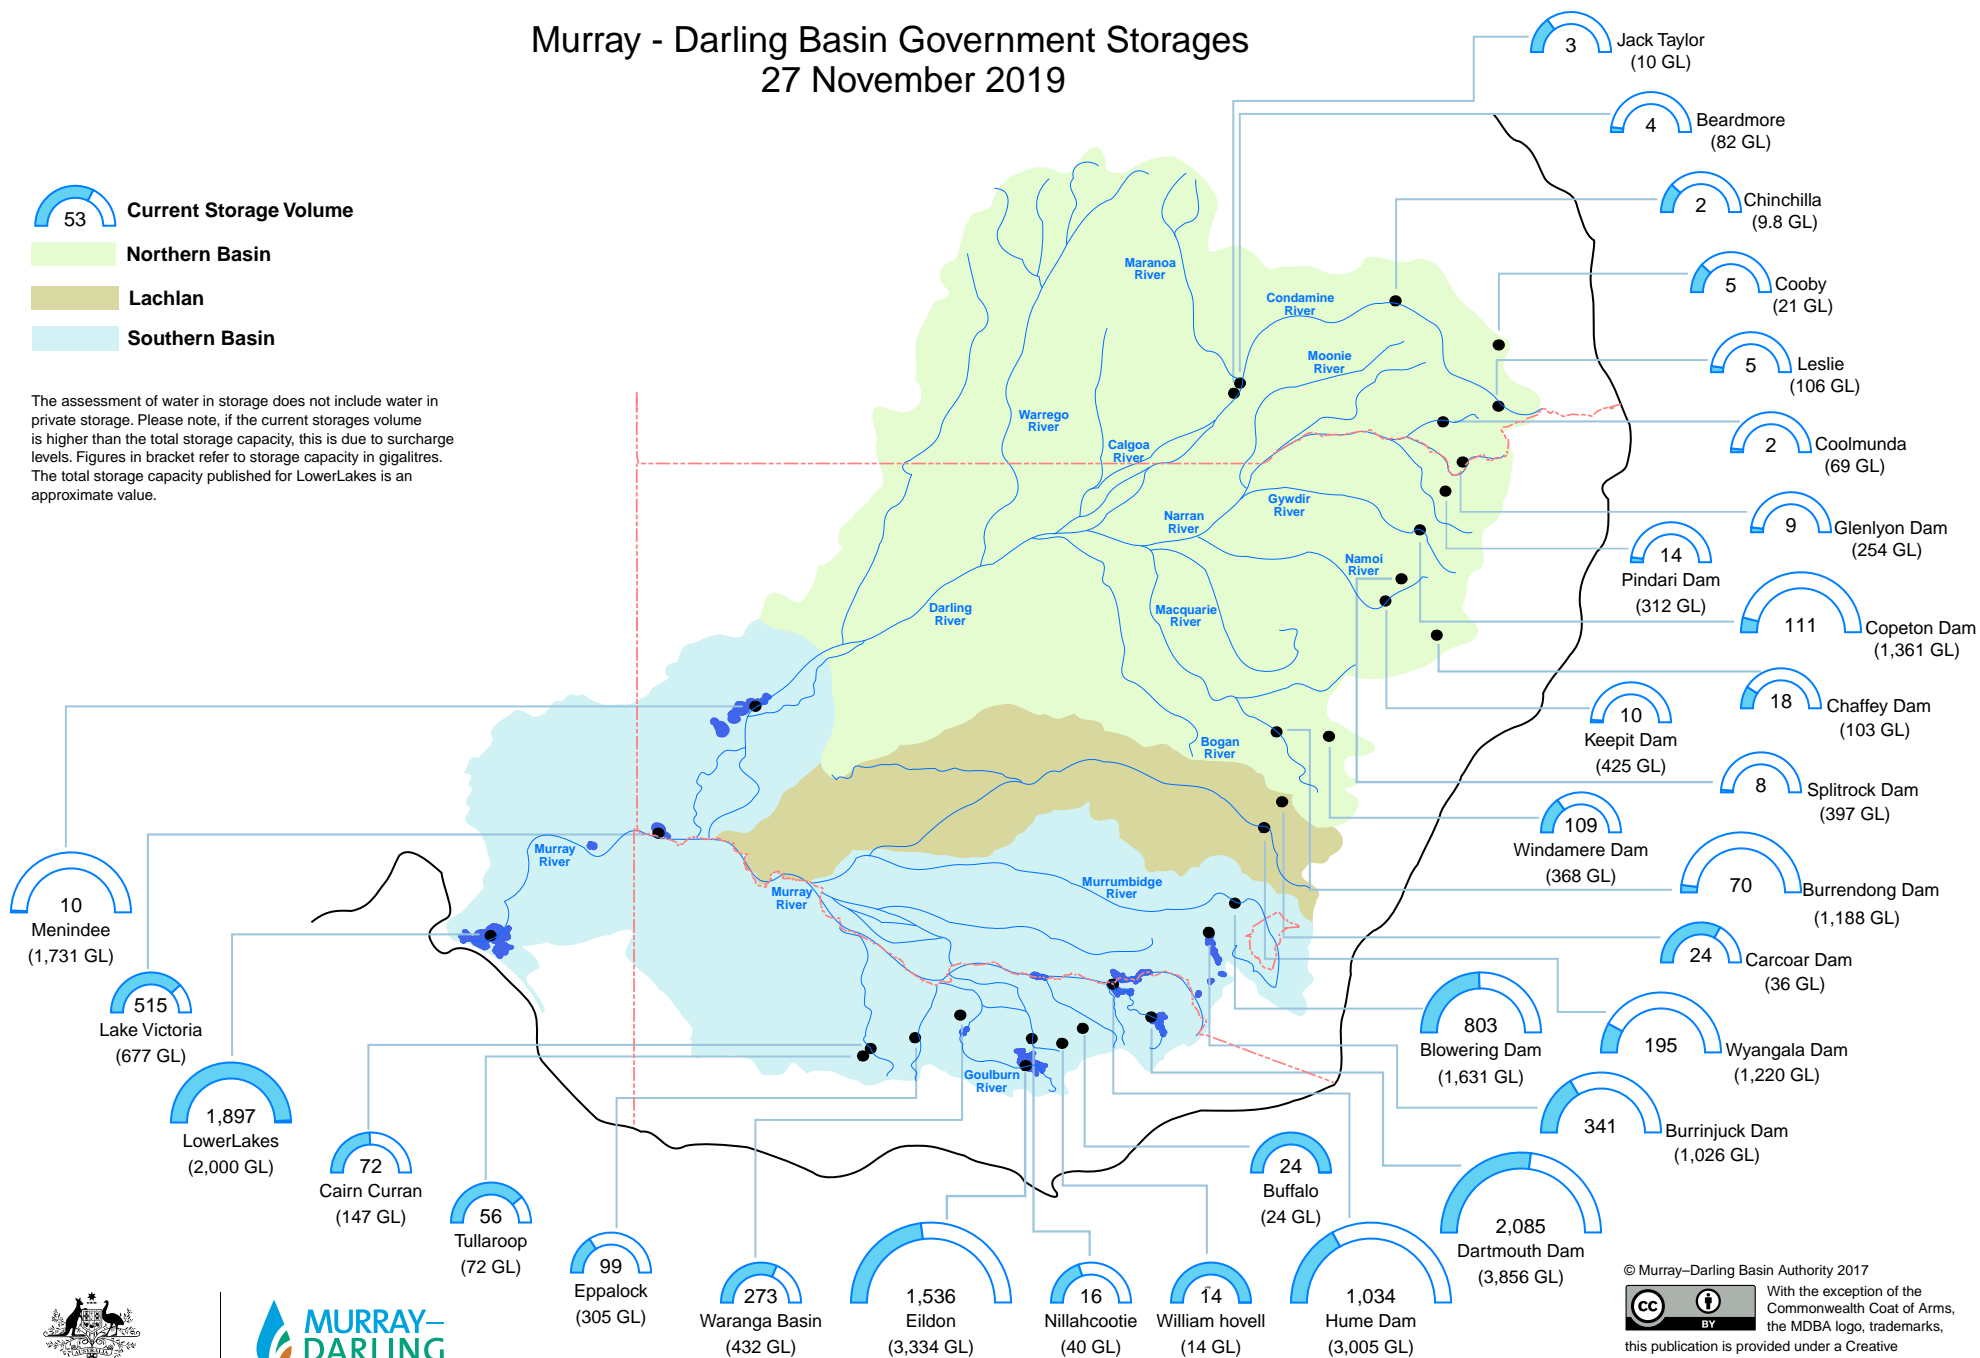 Murray - Darling Basin Government Storages
27 November 2019
53
Current Storage Volume
Northern Basin
Lachlan
Southern Basin
The assessment of water in storage does not include water in
private storage. Please note, if the current storages volume
is higher than the total storage capacity, this is due to surcharge
levels. Figures in bracket refer to storage capacity in gigalitres.
The total storage capacity published for LowerLakes is an
approximate value.
3
Jack Taylor
(10 GL)
4
Beardmore
(82 GL)
2
Chinchilla
(9.8 GL)
5
Cooby
(21 GL)
5
Leslie
(106 GL)
2
Coolmunda
(69 GL)
9
Glenlyon Dam
(254 GL)
14
Pindari Dam
(312 GL)
111
Copeton Dam
(1,361 GL)
18
Chaffey Dam
(103 GL)
10
Keepit Dam
(425 GL)
8
Splitrock Dam
(397 GL)
109
Windamere Dam
(368 GL)
70
Burrendong Dam
(1,188 GL)
24
Carcoar Dam
(36 GL)
803
Blowering Dam
(1,631 GL)
195
Wyangala Dam
(1,220 GL)
341
Burrinjuck Dam
(1,026 GL)
2,085
Dartmouth Dam
(3,856 GL)
Maranoa
River
Condamine
River
Moonie
River
Warrego
River
Calgoa
River
Gywdir
River
Narran
River
Namoi
River
Darling
River
Macquarie
River
Bogan
River
Murray
River
Murray
River
Murrumbidge
River
Goulburn
River
10
Menindee
(1,731 GL)
515
Lake Victoria
(677 GL)
1,897
LowerLakes
(2,000 GL)
72
Cairn Curran
(147 GL)
56
Tullaroop
(72 GL)
99
Eppalock
(305 GL)
273
Waranga Basin
(432 GL)
1,536
Eildon
(3,334 GL)
16
Nillahcootie
(40 GL)
14
William hovell
(14 GL)
24
Buffalo
(24 GL)
1,034
Hume Dam
(3,005 GL)
AUSTRALIA
MURRAY–
DARLING
© Murray–Darling Basin Authority 2017
cc
BY
With the exception of the
Commonwealth Coat of Arms,
the MDBA logo, trademarks,
this publication is provided under a Creative